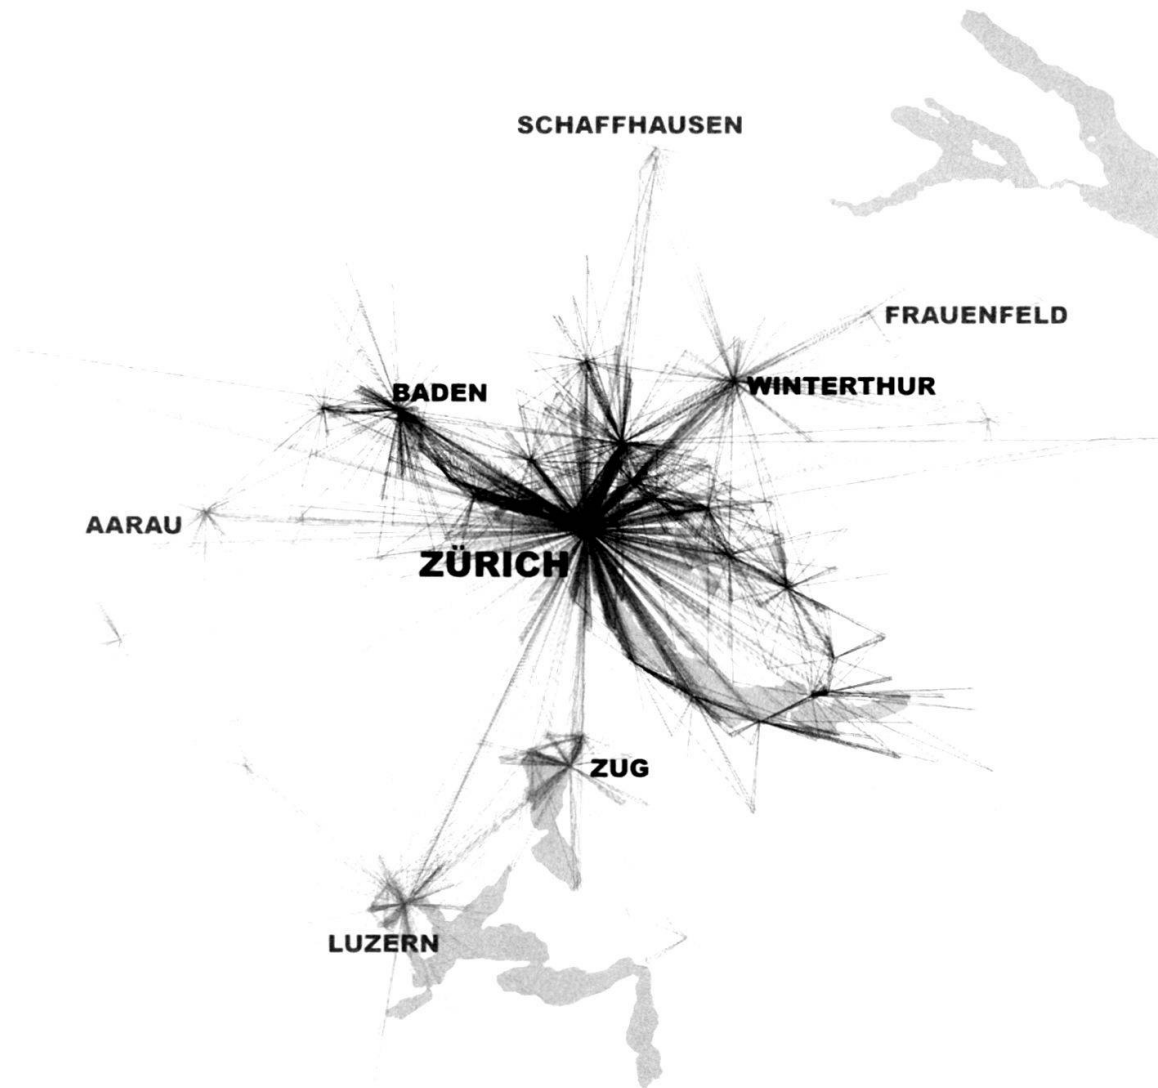 SCHAFFHAUSEN
FRAUENFELD
BADEN
WINTERTHUR
AARAU
ZÜRICH
ZUG
LUZERN